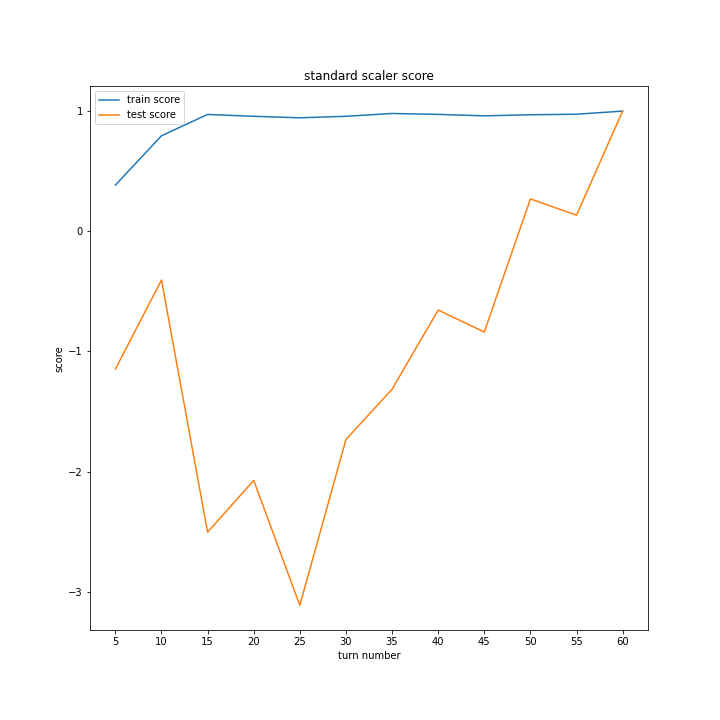 standard scaler score
train score
test score
1
0
−1
−2
−3
score
5 10 15 20 25 30 35 40 45 50 55 60
turn number